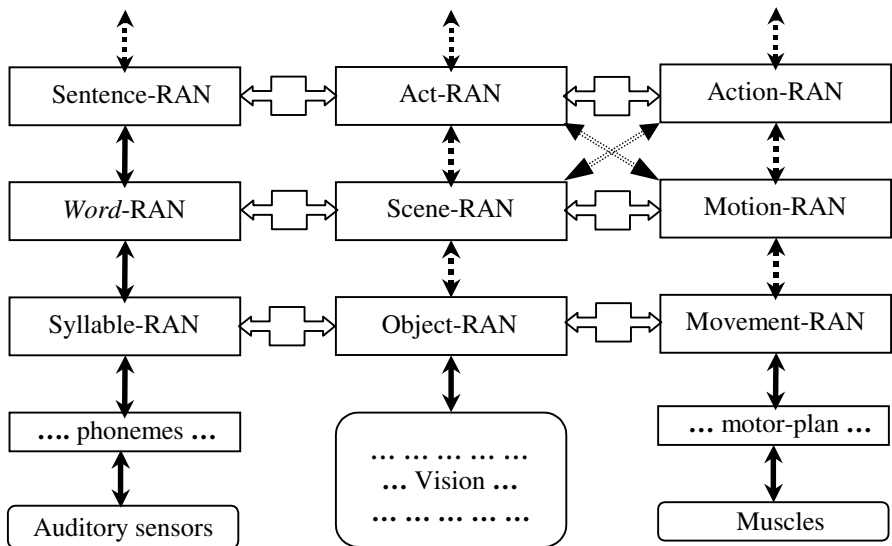 Sentence-RAN
Act-RAN
Action-RAN
Word-RAN
Scene-RAN
Motion-RAN
Syllable-RAN
Object-RAN
Movement-RAN
.... phonemes ...
... motor-plan ...
... ... ... ... ...
... Vision ...
... ... ... ... ...
Auditory sensors
Muscles